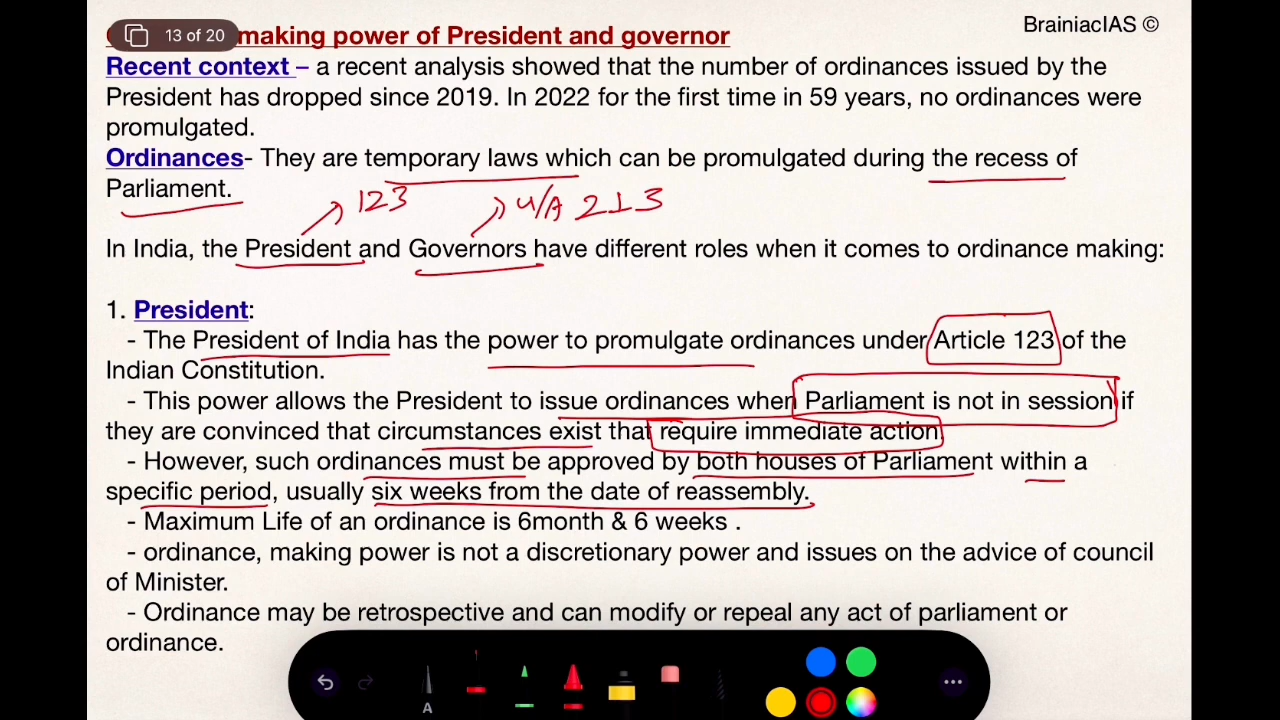 BrainiacIAS ©
13 of 20
making power of President and governor
Recent context – a recent analysis showed that the number of ordinances issued by the
President has dropped since 2019. In 2022 for the first time in 59 years, no ordinances were
promulgated.
Ordinances- They are temporary laws which can be promulgated during the recess of
Parliament.
123
u/A 213
In India, the President and Governors have different roles when it comes to ordinance making:
1. President:
- The President of India has the power to promulgate ordinances under Article 123 of the
Indian Constitution.
- This power allows the President to issue ordinances when Parliament is not in session if
they are convinced that circumstances exist that require immediate action.
- However, such ordinances must be approved by both houses of Parliament within a
specific period, usually six weeks from the date of reassembly.
- Maximum Life of an ordinance is 6month & 6 weeks .
- ordinance, making power is not a discretionary power and issues on the advice of council
of Minister.
- Ordinance may be retrospective and can modify or repeal any act of parliament or
ordinance.
A